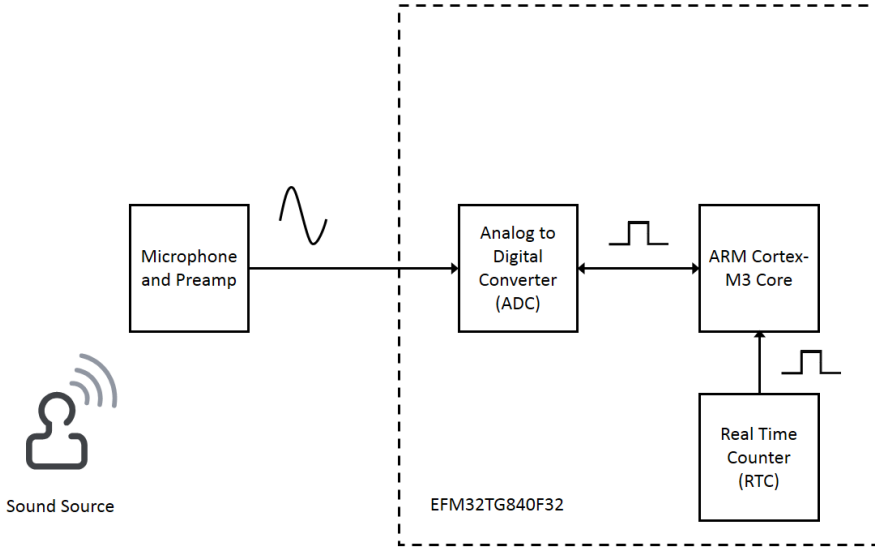 Microphone
and Preamp
Analog to
Digital
Converter
(ADC)
ARM Cortex-
M3 Core
Real Time
Counter
(RTC)
Sound Source
EFM32TG840F32